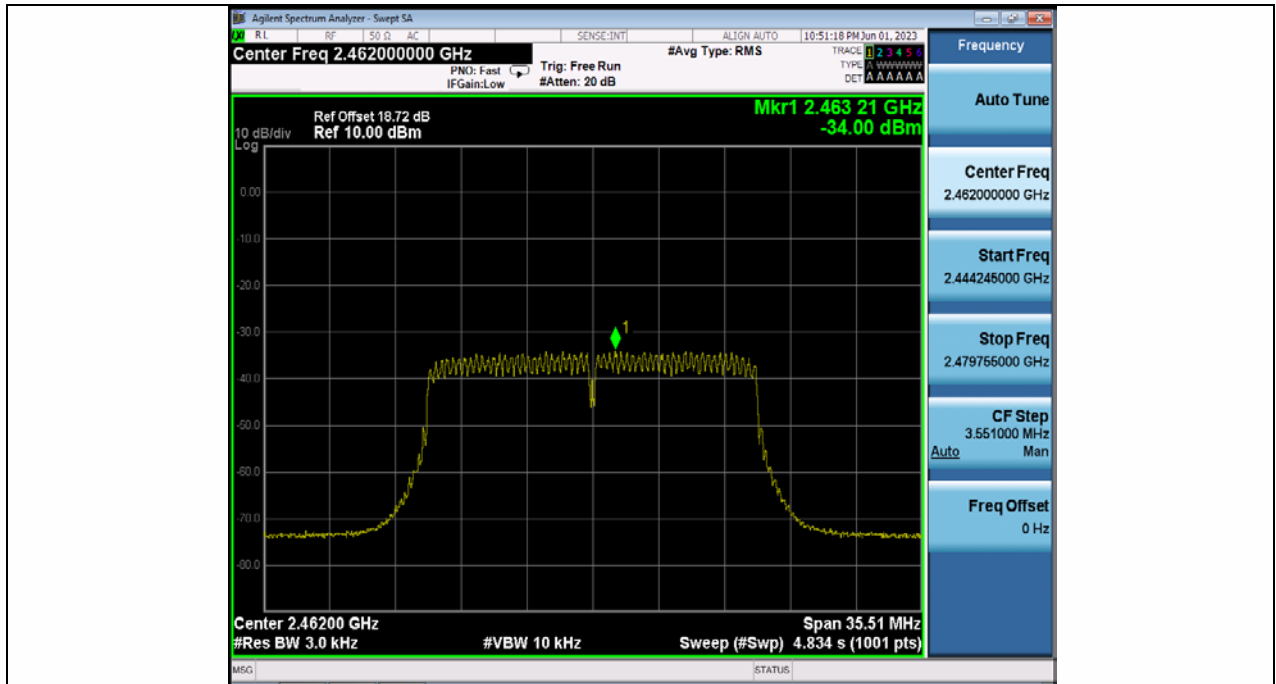 Agilent Spectrum Analyzer - Swept SA
RL RF 50 Ω AC SENSE:INT ALIGN AUTO 10:51:18 PM Jun 01, 2023
Center Freq 2.462000000 GHz
PNO: Fast
IFGain:Low
Trig: Free Run
#Atten: 20 dB
#Avg Type: RMS
TRACE 1 2 3 4 5 6
TYPE A WWWWW
DET A A A A A A
Mkr1 2.463 21 GHz
-34.00 dBm
Ref Offset 18.72 dB
10 dB/div Ref 10.00 dBm
Log
0.00
-10.0
-20.0
-30.0
-40.0
-50.0
-60.0
-70.0
-80.0
1
Center 2.46200 GHz
Span 35.51 MHz
#Res BW 3.0 kHz
#VBW 10 kHz
Sweep (#Swp) 4.834 s (1001 pts)
MSG
STATUS
Frequency
Auto Tune
Center Freq
2.462000000 GHz
Start Freq
2.444245000 GHz
Stop Freq
2.479755000 GHz
CF Step
3.551000 MHz
Auto Man
Freq Offset
0 Hz